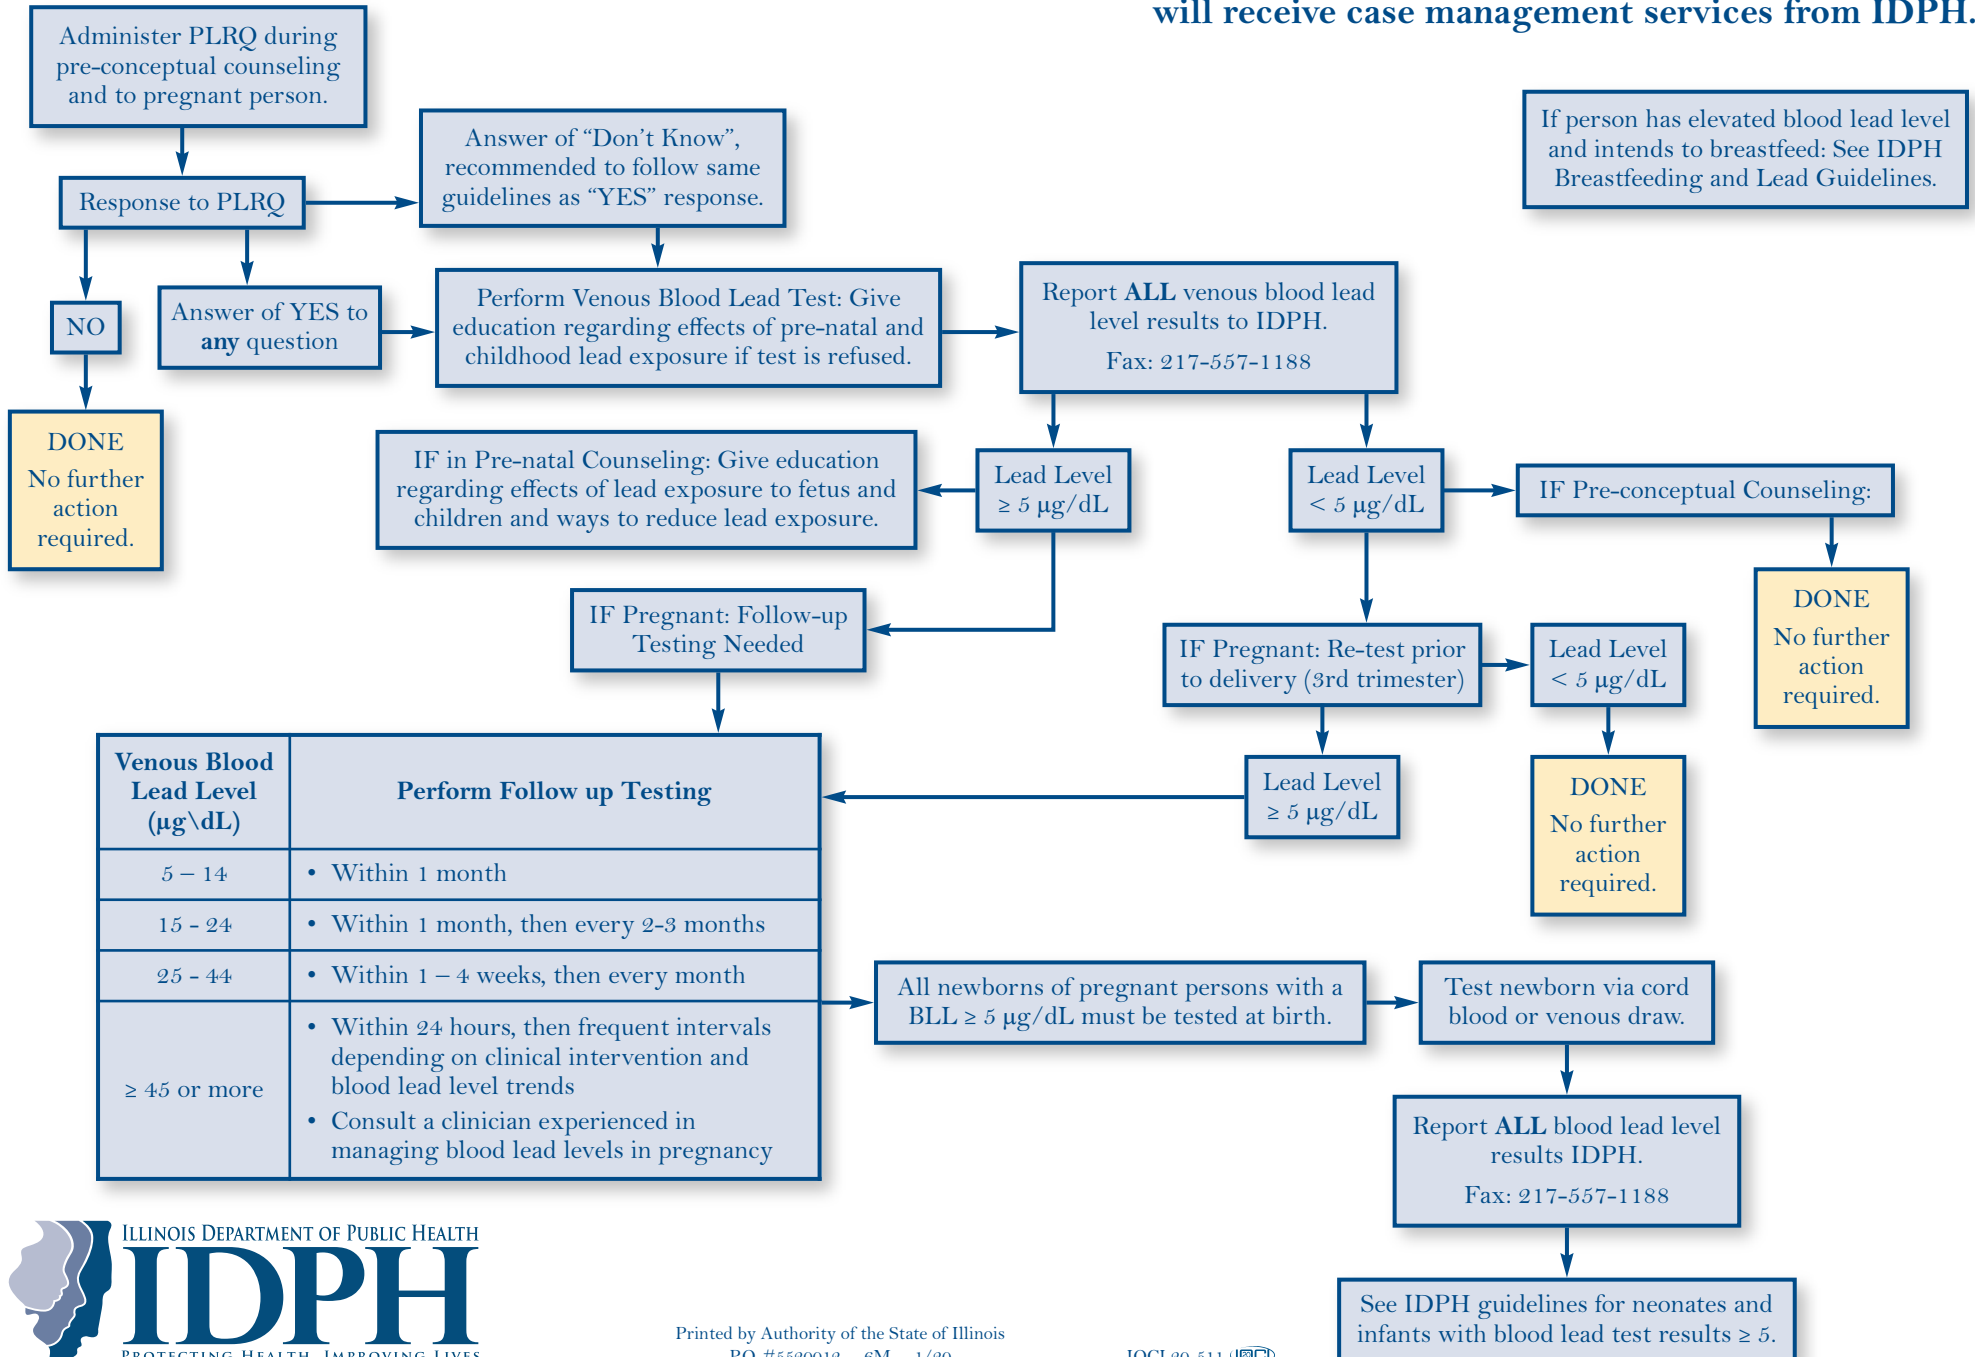 will receive case management services from IDPH.
Administer PLRQ during
pre-conceptual counseling
and to pregnant person.
If person has elevated blood lead level
and intends to breastfeed: See IDPH
Breastfeeding and Lead Guidelines.
Response to PLRQ
Answer of “Don’t Know”,
recommended to follow same
guidelines as “YES” response.
NO
Answer of YES to
any question
Perform Venous Blood Lead Test: Give
education regarding effects of pre-natal and
childhood lead exposure if test is refused.
Report ALL venous blood lead
level results to IDPH.
Fax: 217-557-1188
DONE
No further
action
required.
IF in Pre-natal Counseling: Give education
regarding effects of lead exposure to fetus and
children and ways to reduce lead exposure.
Lead Level
≥ 5 µg/dL
Lead Level
< 5 µg/dL
IF Pre-conceptual Counseling:
DONE
No further
action
required.
IF Pregnant: Follow-up
Testing Needed
IF Pregnant: Re-test prior
to delivery (3rd trimester)
Lead Level
< 5 µg/dL
Lead Level
≥ 5 µg/dL
DONE
No further
action
required.
Venous Blood
Lead Level
(µg\dL)
Perform Follow up Testing
5 – 14
• Within 1 month
15 - 24
• Within 1 month, then every 2-3 months
25 - 44
• Within 1 – 4 weeks, then every month
≥ 45 or more
• Within 24 hours, then frequent intervals
depending on clinical intervention and
blood lead level trends
• Consult a clinician experienced in
managing blood lead levels in pregnancy
All newborns of pregnant persons with a
BLL ≥ 5 µg/dL must be tested at birth.
Test newborn via cord
blood or venous draw.
Report ALL blood lead level
results IDPH.
Fax: 217-557-1188
See IDPH guidelines for neonates and
infants with blood lead test results ≥ 5.
ILLINOIS DEPARTMENT OF PUBLIC HEALTH
IDPH
PROTECTING HEALTH, IMPROVING LIVES
Printed by Authority of the State of Illinois
P.O. #5520012 6M 1/20
IOCI 20-511